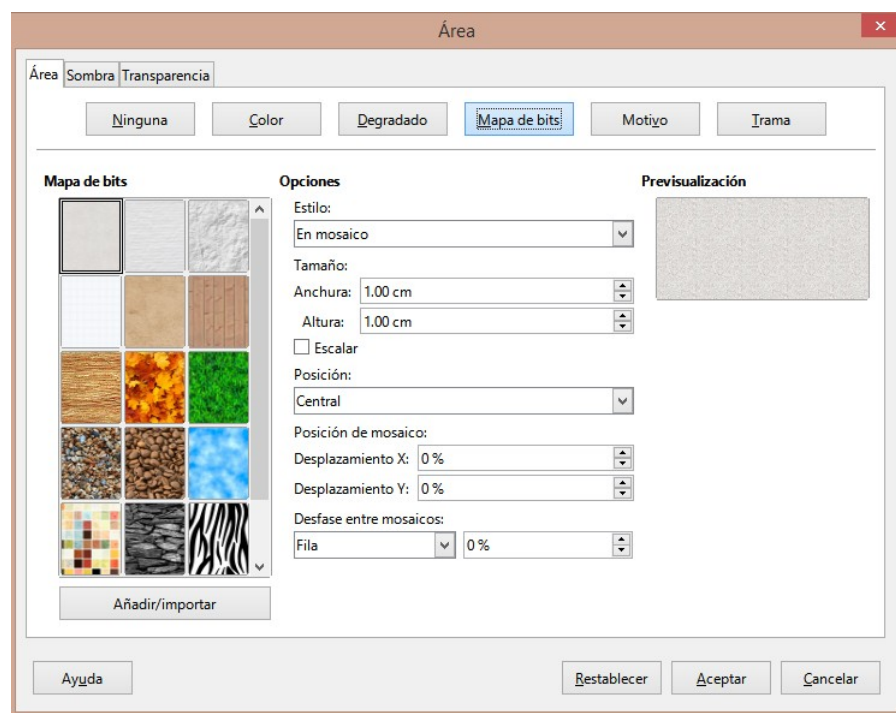 Área
Área Sombra Transparencia
Ninguna Color Degradado Mapa de bits Motivo Trama
Mapa de bits Opciones Previsualización
Estilo:
En mosaico
Tamaño:
Anchura: 1.00 cm
Altura: 1.00 cm
Escalar
Posición:
Central
Posición de mosaico:
Desplazamiento X: 0 %
Desplazamiento Y: 0 %
Desfase entre mosaicos:
Fila 0 %
Añadir/importar
Ayuda Restablecer Aceptar Cancelar